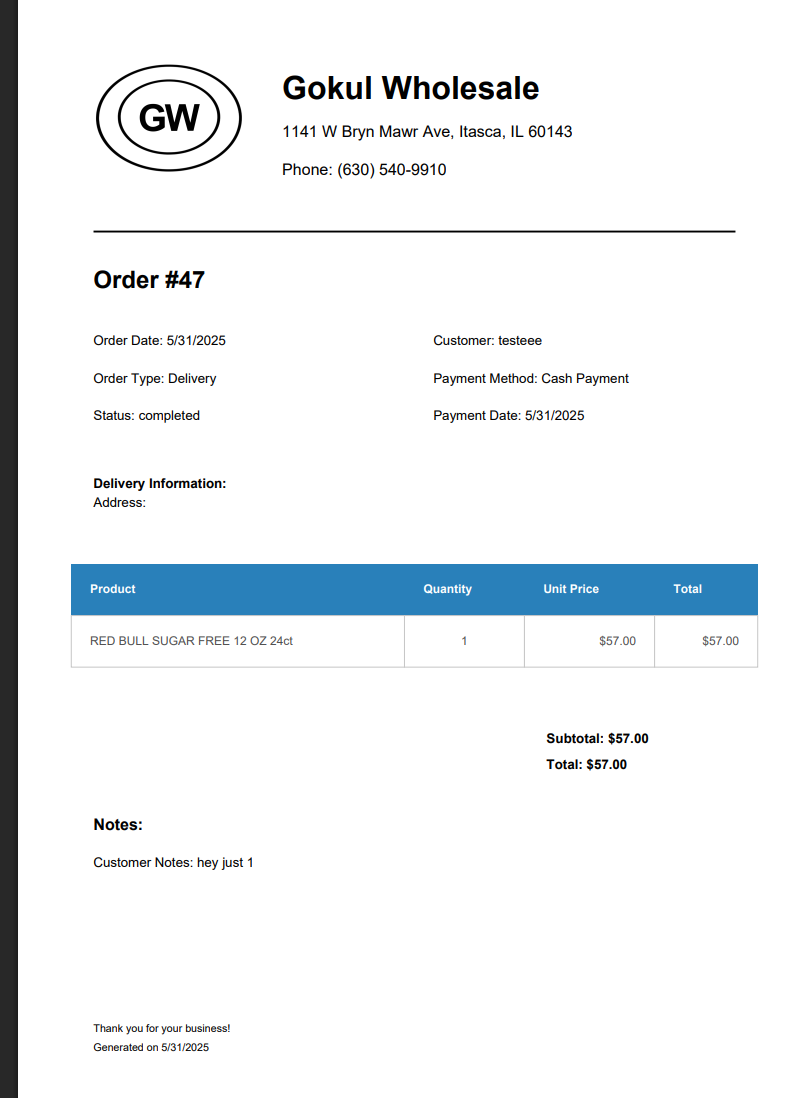 GW
Gokul Wholesale
1141 W Bryn Mawr Ave, Itasca, IL 60143
Phone: (630) 540-9910
Order #47
Order Date: 5/31/2025
Customer: testeee
Order Type: Delivery
Payment Method: Cash Payment
Status: completed
Payment Date: 5/31/2025
Delivery Information:
Address:
Product Quantity Unit Price Total
RED BULL SUGAR FREE 12 OZ 24ct 1 $57.00 $57.00
Subtotal: $57.00
Total: $57.00
Notes:
Customer Notes: hey just 1
Thank you for your business!
Generated on 5/31/2025